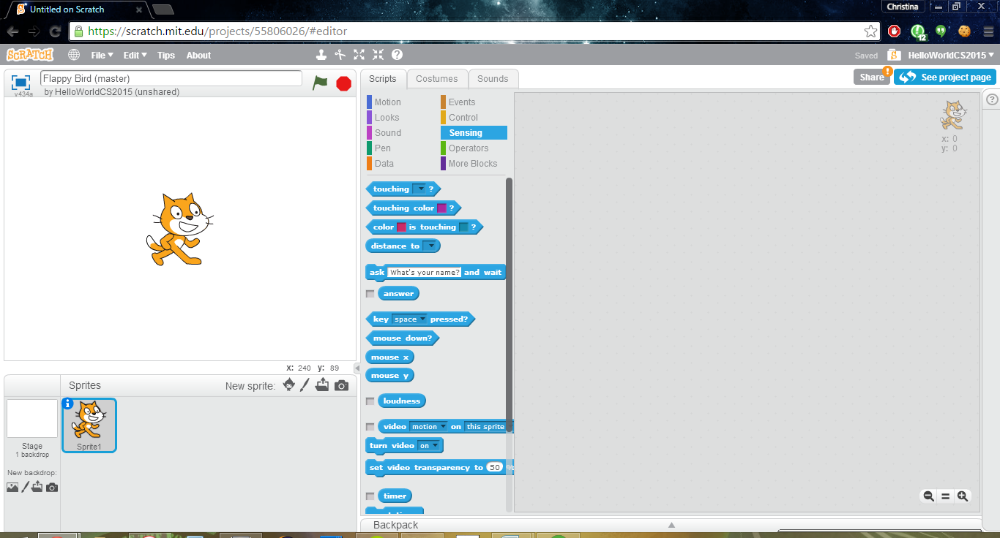 Untitled on Scratch
Christina
https://scratch.mit.edu/projects/55806026/#editor
12
SCRATCH
File
Edit
Tips
About
Saved
HelloWorldCS2015
Flappy Bird (master)
by HelloWorldCS2015 (unshared)
v434a
Scripts
Costumes
Sounds
Share
!
See project page
Motion
Events
Looks
Control
Sound
Sensing
Pen
Operators
Data
More Blocks
x: 0
y: 0
touching ?
touching color ?
color is touching ?
distance to
ask What's your name? and wait
answer
key space pressed?
mouse down?
mouse x
mouse y
loudness
video motion on this sprite
turn video on
set video transparency to 50 %
timer
x: 240 y: 89
Sprites
New sprite:
Stage
1 backdrop
New backdrop:
Sprite1
Backpack